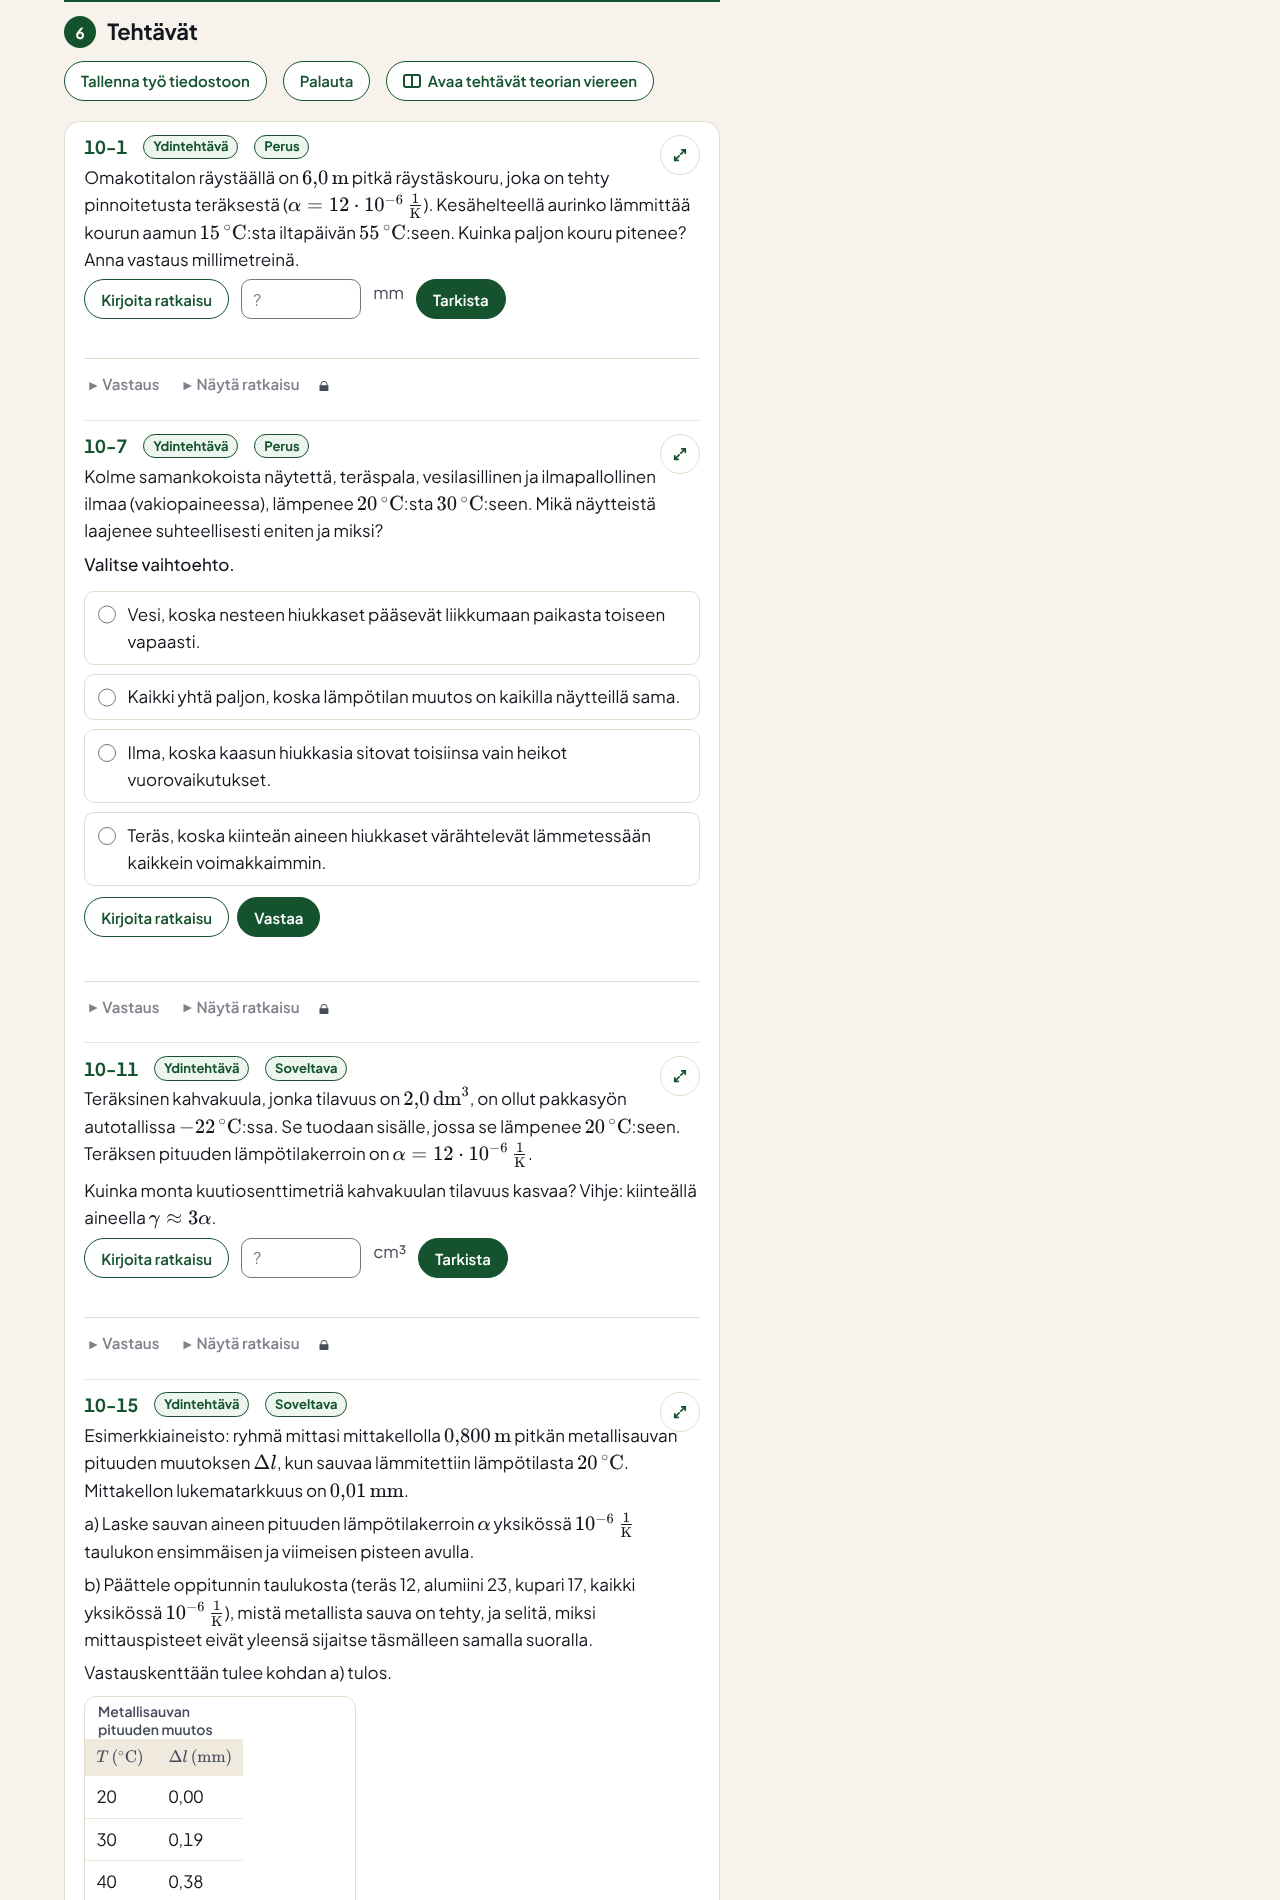 6 Tehtävät
Tallenna työ tiedostoon Palauta Avaa tehtävät teorian viereen
10-1 Ydintehtävä Perus
Omakotitalon räystäällä on 6,0 m pitkä räystäskouru, joka on tehty
pinnoitetusta teräksestä (α = 12 · 10⁻⁶ 1/K). Kesähelteellä aurinko lämmittää
kourun aamun 15 °C:sta iltapäivän 55 °C:seen. Kuinka paljon kouru pitenee?
Anna vastaus millimetreinä.
Kirjoita ratkaisu ? mm Tarkista
▸ Vastaus ▸ Näytä ratkaisu
10-7 Ydintehtävä Perus
Kolme samankokoista näytettä, teräspala, vesilasillinen ja ilmapallollinen
ilmaa (vakiopaineessa), lämpenee 20 °C:sta 30 °C:seen. Mikä näytteistä
laajenee suhteellisesti eniten ja miksi?
Valitse vaihtoehto.
Vesi, koska nesteen hiukkaset pääsevät liikkumaan paikasta toiseen
vapaasti.
Kaikki yhtä paljon, koska lämpötilan muutos on kaikilla näytteillä sama.
Ilma, koska kaasun hiukkasia sitovat toisiinsa vain heikot
vuorovaikutukset.
Teräs, koska kiinteän aineen hiukkaset värähtelevät lämmetessään
kaikkein voimakkaimmin.
Kirjoita ratkaisu Vastaa
▸ Vastaus ▸ Näytä ratkaisu
10-11 Ydintehtävä Soveltava
Teräksinen kahvakuula, jonka tilavuus on 2,0 dm³, on ollut pakkasyön
autotallissa −22 °C:ssa. Se tuodaan sisälle, jossa se lämpenee 20 °C:seen.
Teräksen pituuden lämpötilakerroin on α = 12 · 10⁻⁶ 1/K.
Kuinka monta kuutiosenttimetriä kahvakuulan tilavuus kasvaa? Vihje: kiinteällä
aineella γ ≈ 3α.
Kirjoita ratkaisu ? cm³ Tarkista
▸ Vastaus ▸ Näytä ratkaisu
10-15 Ydintehtävä Soveltava
Esimerkkiaineisto: ryhmä mittasi mittakellolla 0,800 m pitkän metallisauvan
pituuden muutoksen Δl, kun sauvaa lämmitettiin lämpötilasta 20 °C.
Mittakellon lukematarkkuus on 0,01 mm.
a) Laske sauvan aineen pituuden lämpötilakerroin α yksikössä 10⁻⁶ 1/K
taulukon ensimmäisen ja viimeisen pisteen avulla.
b) Päättele oppitunnin taulukosta (teräs 12, alumiini 23, kupari 17, kaikki
yksikössä 10⁻⁶ 1/K), mistä metallista sauva on tehty, ja selitä, miksi
mittauspisteet eivät yleensä sijaitse täsmälleen samalla suoralla.
Vastauskenttään tulee kohdan a) tulos.
Metallisauvan
pituuden muutos
T (°C) Δl (mm)
20 0,00
30 0,19
40 0,38